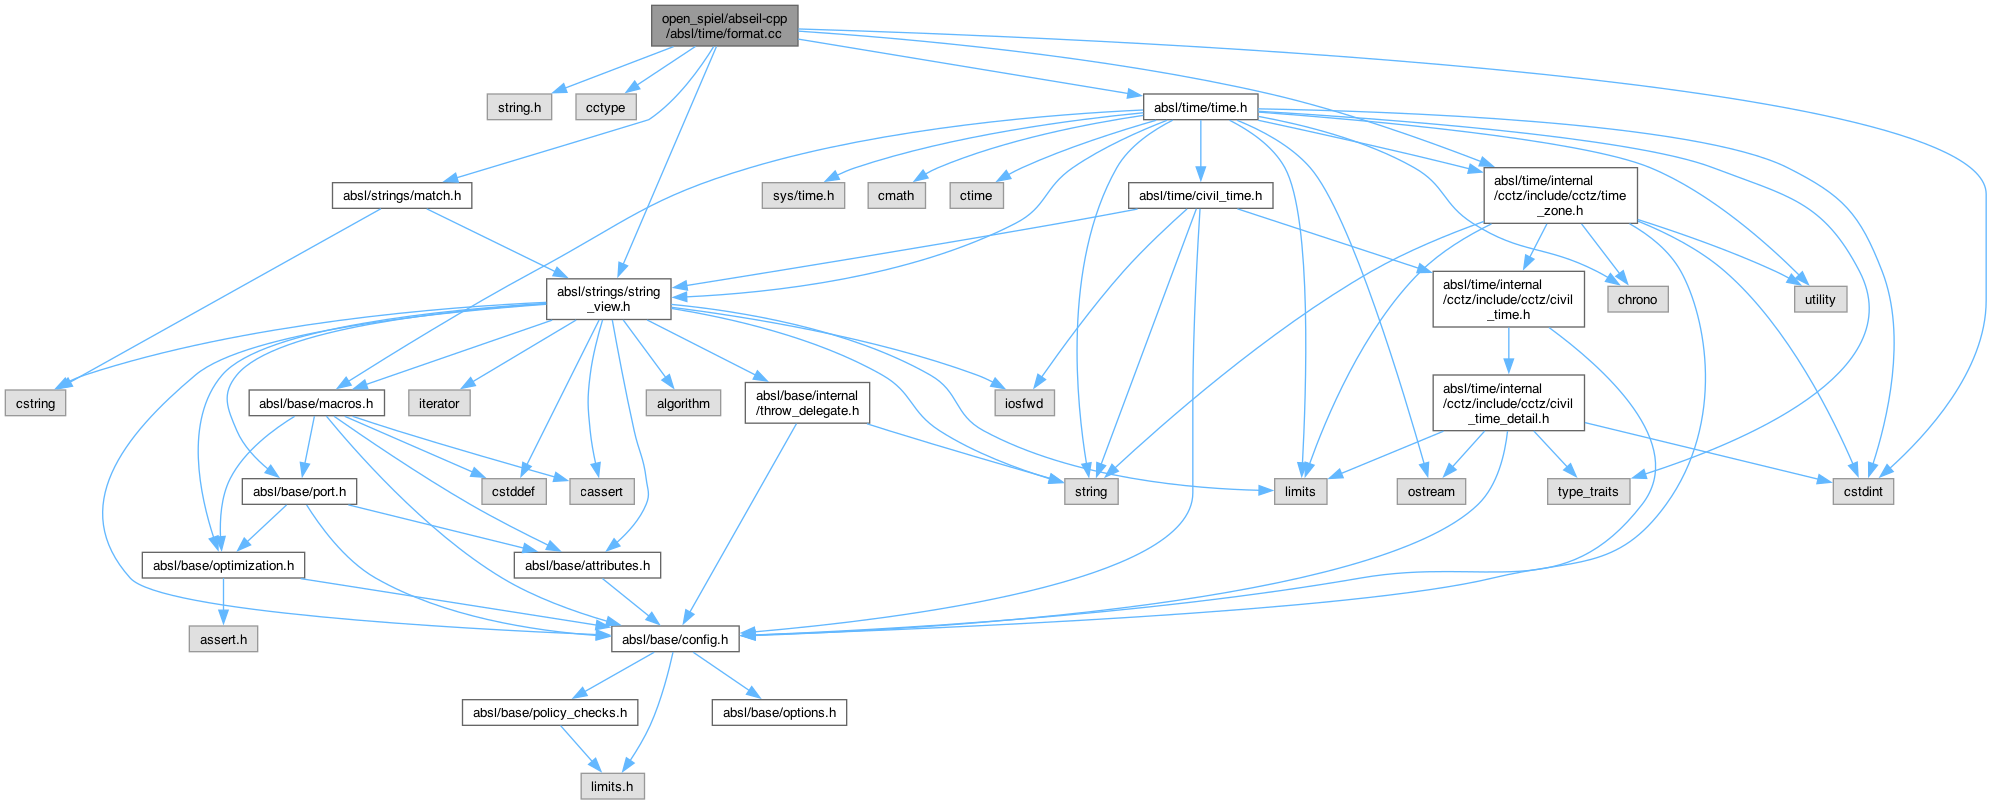 open_spiel/abseil-cpp
/absl/time/format.cc
string.h
cctype
absl/time/time.h
absl/strings/match.h
sys/time.h
cmath
ctime
absl/time/civil_time.h
absl/time/internal
/cctz/include/cctz/time
_zone.h
absl/strings/string
_view.h
absl/time/internal
/cctz/include/cctz/civil
_time.h
chrono
utility
cstring
absl/base/macros.h
iterator
algorithm
absl/base/internal
/throw_delegate.h
iosfwd
absl/time/internal
/cctz/include/cctz/civil
_time_detail.h
absl/base/port.h
cstddef
cassert
string
limits
ostream
type_traits
cstdint
absl/base/optimization.h
absl/base/attributes.h
assert.h
absl/base/config.h
absl/base/policy_checks.h
absl/base/options.h
limits.h